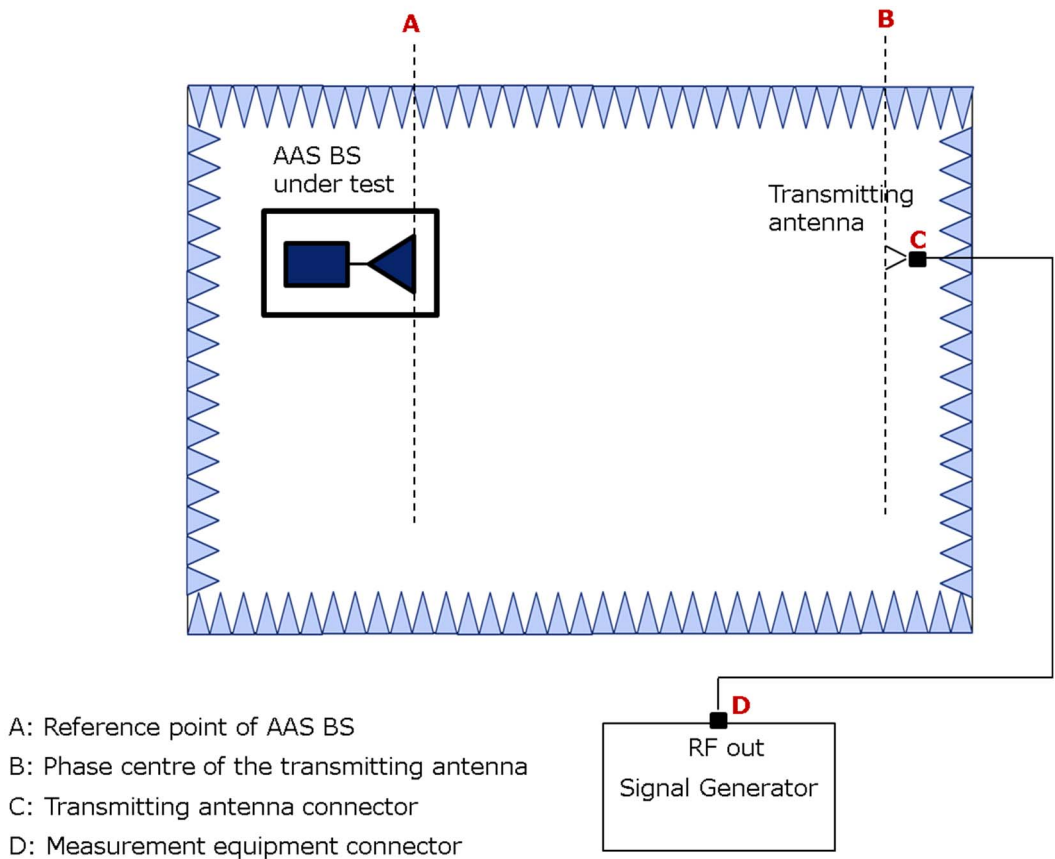 A
B
AAS BS
under test
Transmitting
antenna
C
D
RF out
Signal Generator
A: Reference point of AAS BS
B: Phase centre of the transmitting antenna
C: Transmitting antenna connector
D: Measurement equipment connector